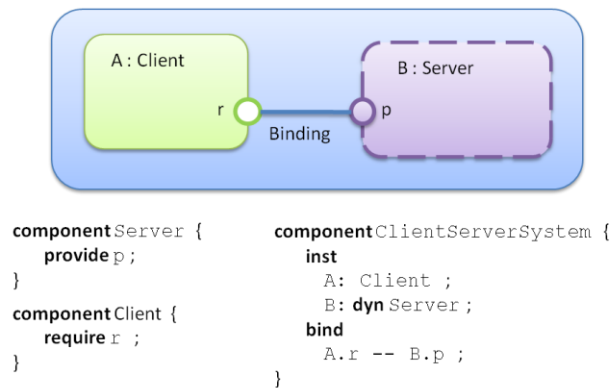 A : Client
B : Server
r
p
Binding
component Server {
provide p ;
}
component Client {
require r ;
}
component ClientServerSystem {
inst
A: Client ;
B: dyn Server ;
bind
A.r -- B.p ;
}